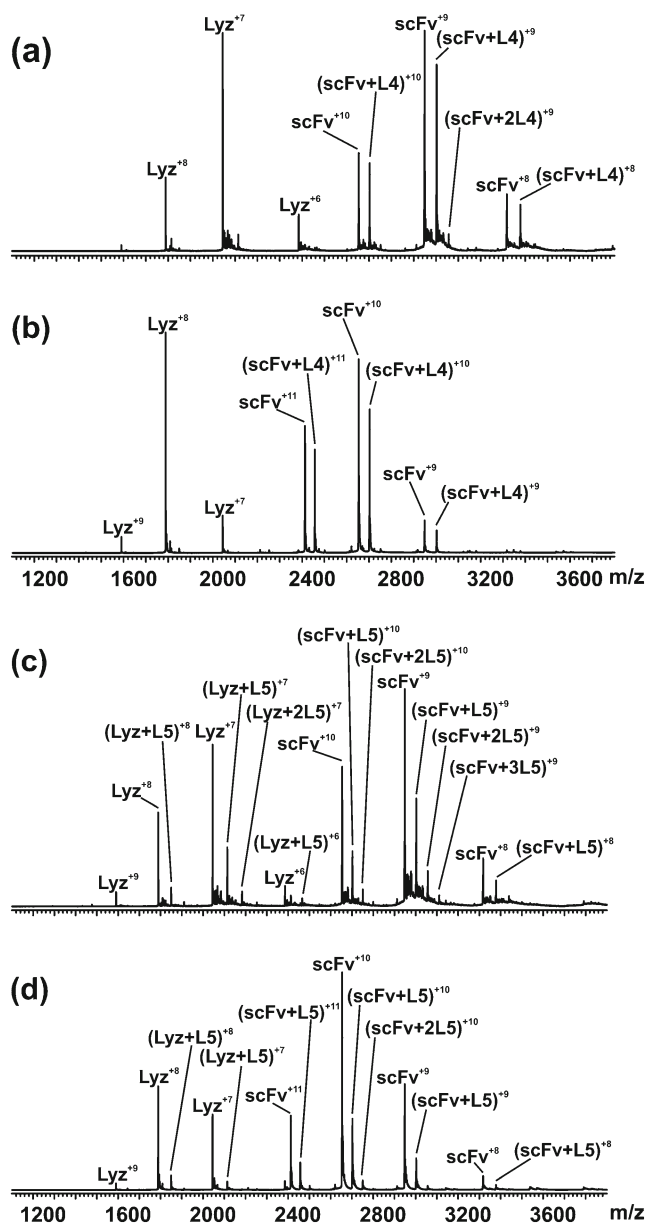 (a)
Lyz+7
scFv+9
(scFv+L4)+9
(scFv+L4)+10
scFv+10
(scFv+2L4)+9
Lyz+8
Lyz+6
scFv+8
(scFv+L4)+8
(b)
Lyz+8
scFv+10
(scFv+L4)+11
(scFv+L4)+10
scFv+11
scFv+9
(scFv+L4)+9
Lyz+7
Lyz+9
1200 1600 2000 2400 2800 3200 3600 m/z
(c)
(scFv+L5)+10
(scFv+2L5)+10
scFv+9
(Lyz+L5)+7
(Lyz+2L5)+7
(scFv+L5)+9
(Lyz+L5)+8
Lyz+7
scFv+10
(scFv+2L5)+9
(scFv+3L5)+9
Lyz+8
(Lyz+L5)+6
scFv+8
(scFv+L5)+8
Lyz+9
Lyz+6
(d)
scFv+10
(scFv+L5)+10
(scFv+L5)+11
(scFv+2L5)+10
(Lyz+L5)+8
(Lyz+L5)+7
Lyz+8
scFv+9
scFv+11
(scFv+L5)+9
Lyz+7
scFv+8
(scFv+L5)+8
Lyz+9
1200 1600 2000 2400 2800 3200 3600 m/z